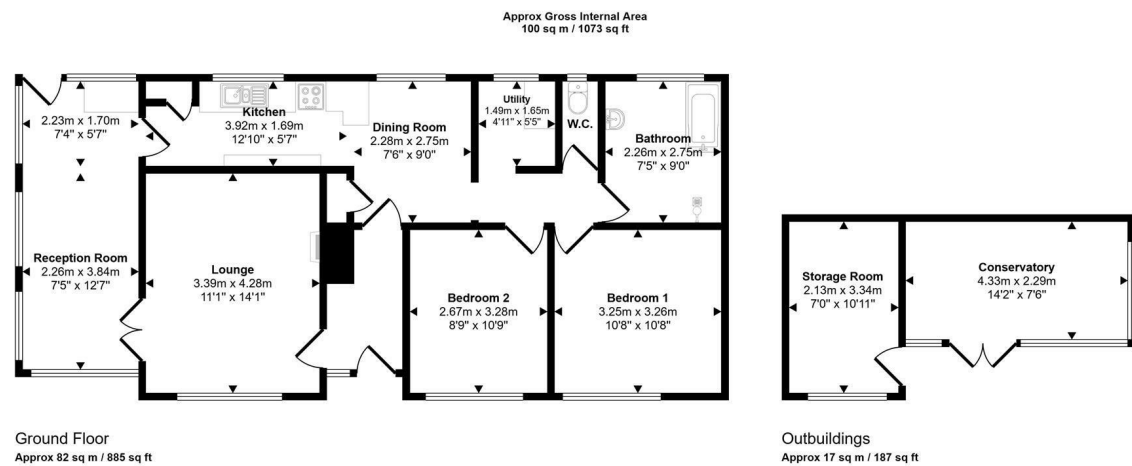 Approx Gross Internal Area
100 sq m / 1073 sq ft
2.23m x 1.70m
7'4" x 5'7"
Kitchen
3.92m x 1.69m
12'10" x 5'7"
Dining Room
2.28m x 2.75m
7'6" x 9'0"
Utility
1.49m x 1.65m
4'11" x 5'5"
W.C.
Bathroom
2.26m x 2.75m
7'5" x 9'0"
Reception Room
2.26m x 3.84m
7'5" x 12'7"
Lounge
3.39m x 4.28m
11'1" x 14'1"
Bedroom 2
2.67m x 3.28m
8'9" x 10'9"
Bedroom 1
3.25m x 3.26m
10'8" x 10'8"
Storage Room
2.13m x 3.34m
7'0" x 10'11"
Conservatory
4.33m x 2.29m
14'2" x 7'6"
Ground Floor
Approx 82 sq m / 885 sq ft
Outbuildings
Approx 17 sq m / 187 sq ft